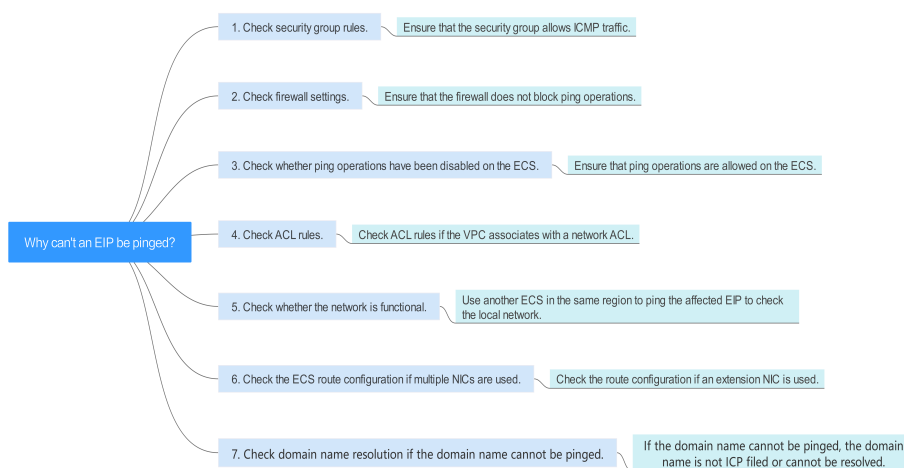 1. Check security group rules.
Ensure that the security group allows ICMP traffic.
2. Check firewall settings.
Ensure that the firewall does not block ping operations.
3. Check whether ping operations have been disabled on the ECS.
Ensure that ping operations are allowed on the ECS.
Why can't an EIP be pinged?
4. Check ACL rules.
Check ACL rules if the VPC associates with a network ACL.
5. Check whether the network is functional.
Use another ECS in the same region to ping the affected EIP to check
the local network.
6. Check the ECS route configuration if multiple NICs are used.
Check the route configuration if an extension NIC is used.
7. Check domain name resolution if the domain name cannot be pinged.
If the domain name cannot be pinged, the domain
name is not ICP filed or cannot be resolved.